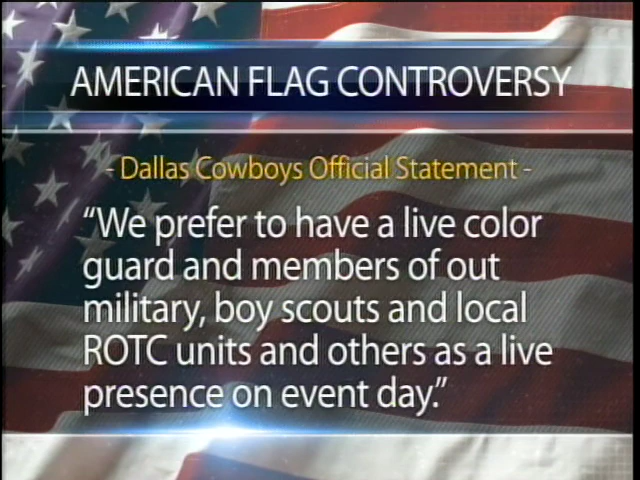 AMERICAN FLAG CONTROVERSY
- Dallas Cowboys Official Statement -
“We prefer to have a live color
guard and members of out
military, boy scouts and local
ROTC units and others as a live
presence on event day.”